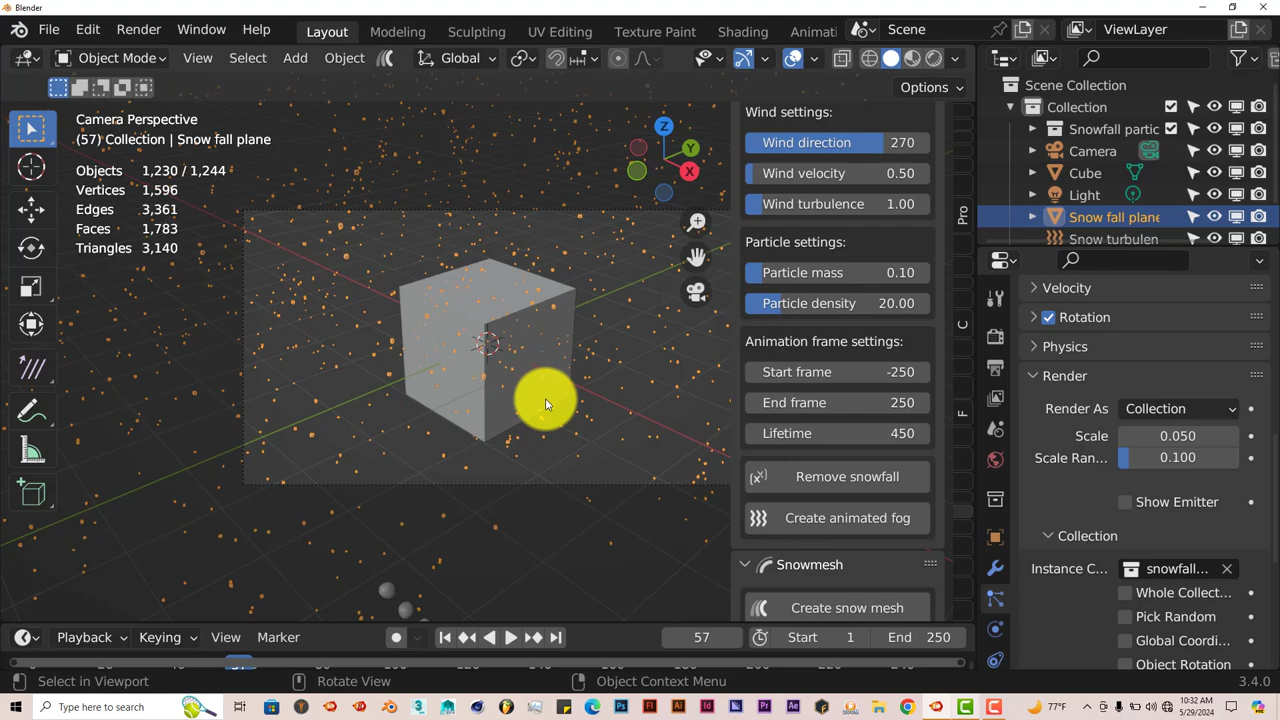 Blender
File Edit Render Window Help Layout Modeling Sculpting UV Editing Texture Paint Shading Animati Scene ViewLayer
Object Mode View Select Add Object Global
Options
Camera Perspective
(57) Collection | Snow fall plane
Objects 1,230 / 1,244
Vertices 1,596
Edges 3,361
Faces 1,783
Triangles 3,140
Z
Y
X
Wind settings:
Wind direction 270
Wind velocity 0.50
Wind turbulence 1.00
Particle settings:
Particle mass 0.10
Particle density 20.00
Animation frame settings:
Start frame -250
End frame 250
Lifetime 450
Remove snowfall
Create animated fog
Snowmesh
Create snow mesh
Pro
C
F
Scene Collection
Collection
Snowfall partic
Camera
Cube
Light
Snow fall plane
Snow turbulen
Velocity
Rotation
Physics
Render
Render As Collection
Scale 0.050
Scale Ran... 0.100
Show Emitter
Collection
Instance C... snowfall...
Whole Collect...
Pick Random
Global Coordi...
Object Rotation
Playback Keying View Marker 57 Start 1 End 250
Select in Viewport Rotate View Object Context Menu 3.4.0
Type here to search 77°F 10:32 AM
5/29/2024